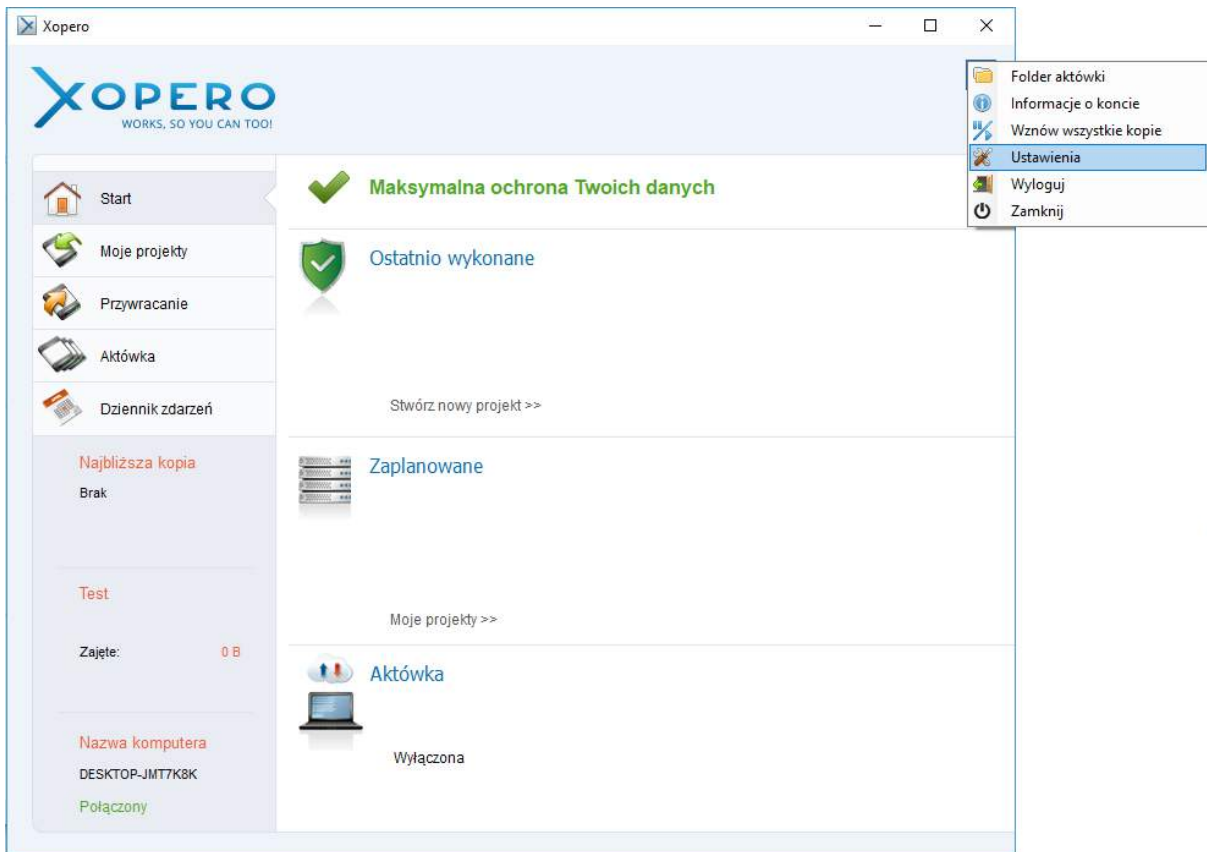 Xopero
XOPERO
WORKS, SO YOU CAN TOO!
Folder aktówki
Informacje o koncie
Wznów wszystkie kopie
Ustawienia
Wyloguj
Zamknij
Start
Moje projekty
Przywracanie
Aktówka
Dziennik zdarzeń
Najbliższa kopia
Brak
Test
Zajęte: 0 B
Nazwa komputera
DESKTOP-JMT7K8K
Połączony
Maksymalna ochrona Twoich danych
Ostatnio wykonane
Stwórz nowy projekt >>
Zaplanowane
Moje projekty >>
Aktówka
Wyłączona